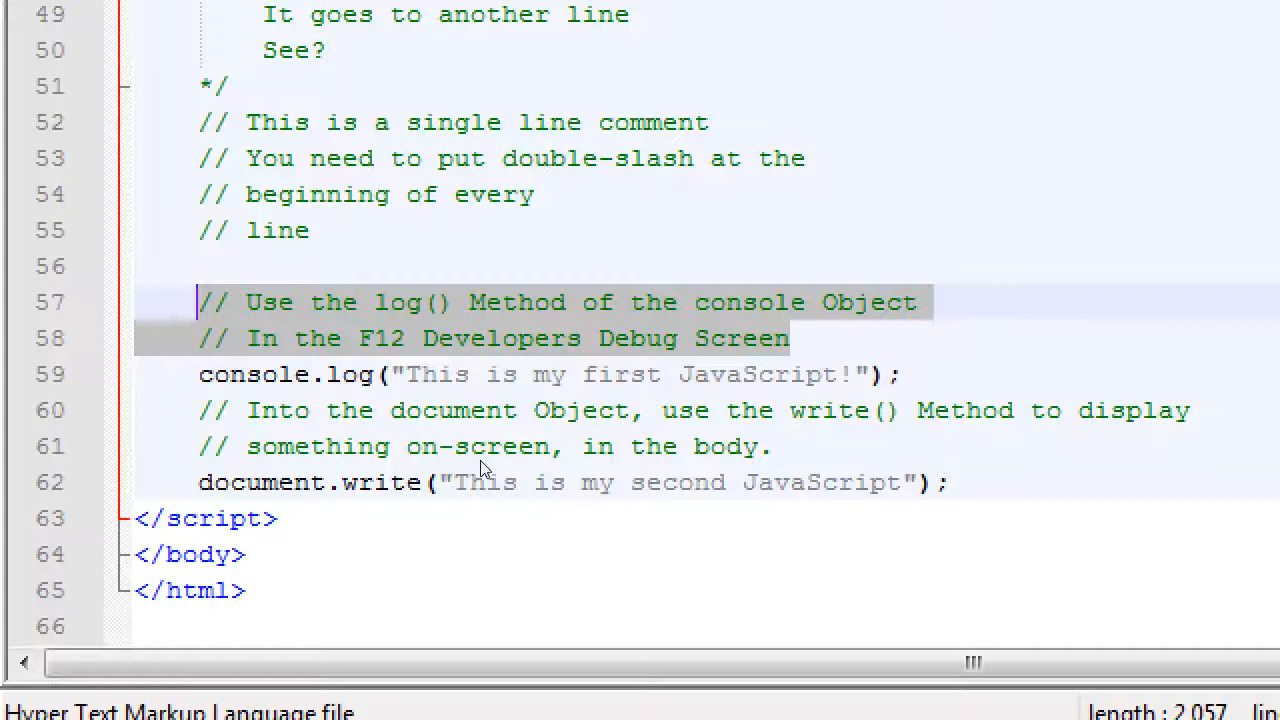 49 It goes to another line
50 See?
51 */
52 // This is a single line comment
53 // You need to put double-slash at the
54 // beginning of every
55 // line
56
57 // Use the log() Method of the console Object
58 // In the F12 Developers Debug Screen
59 console.log("This is my first JavaScript!");
60 // Into the document Object, use the write() Method to display
61 // something on-screen, in the body.
62 document.write("This is my second JavaScript");
63 </script>
64 </body>
65 </html>
66
Hyper Text Markup Language file length : 2,057 lin